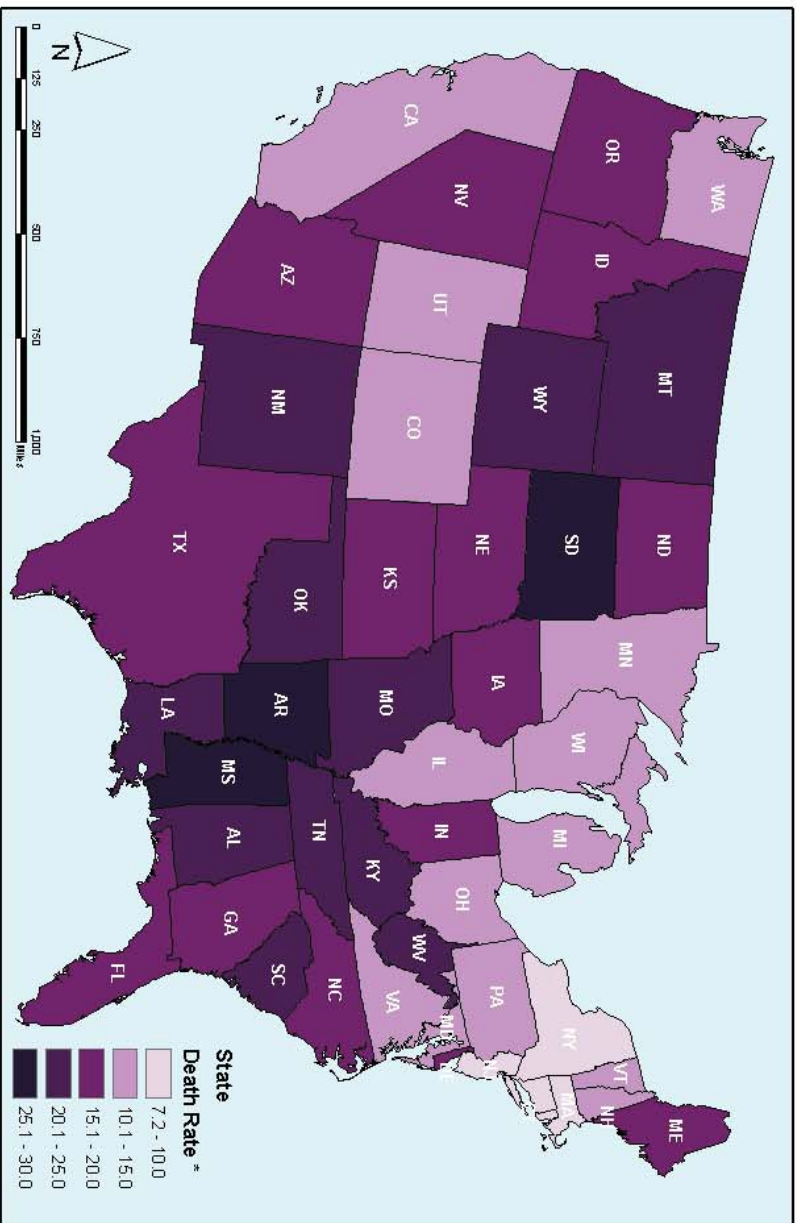 WA
OR
CA
NV
ID
MT
WY
UT
CO
AZ
NM
ND
SD
NE
KS
OK
TX
MN
IA
MO
AR
LA
WI
IL
MI
IN
OH
KY
TN
MS
AL
GA
FL
SC
NC
VA
WV
PA
NY
VT
NH
ME
MA
MD
State
Death Rate *
7.2 - 10.0
10.1 - 15.0
15.1 - 20.0
20.1 - 25.0
25.1 - 30.0
N
0 125 250 500 750 1,000
Miles